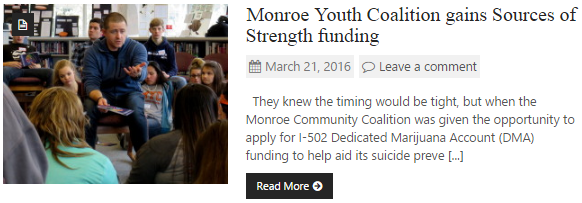 Monroe Youth Coalition gains Sources of
Strength funding
March 21, 2016 Leave a comment
They knew the timing would be tight, but when the
Monroe Community Coalition was given the opportunity to
apply for I-502 Dedicated Marijuana Account (DMA)
funding to help aid its suicide preve [...]
Read More